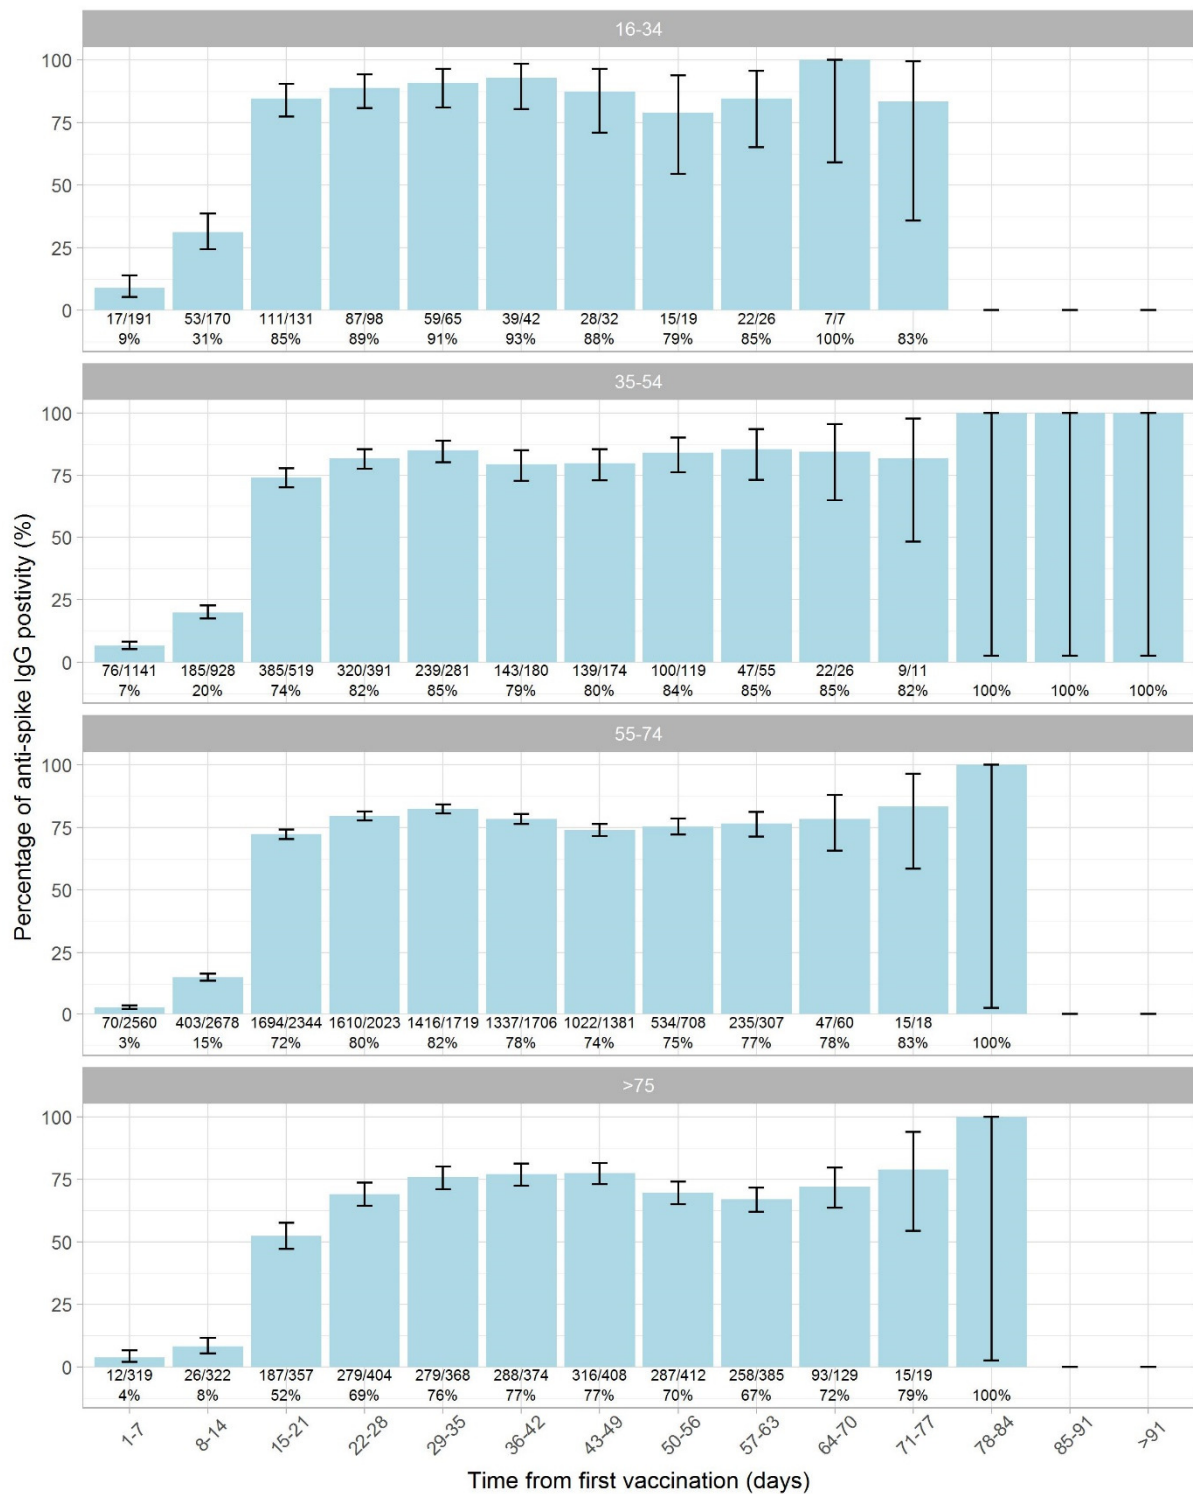 Percentage of anti-spike IgG postivity (%)
16-34
100
75
50
25
0
17/191 53/170 111/131 87/98 59/65 39/42 28/32 15/19 22/26 7/7
9% 31% 85% 89% 91% 93% 88% 79% 85% 100% 83%
35-54
100
75
50
25
0
76/1141 185/928 385/519 320/391 239/281 143/180 139/174 100/119 47/55 22/26 9/11
7% 20% 74% 82% 85% 79% 80% 84% 85% 85% 82% 100% 100% 100%
55-74
100
75
50
25
0
70/2560 403/2678 1694/2344 1610/2023 1416/1719 1337/1706 1022/1381 534/708 235/307 47/60 15/18
3% 15% 72% 80% 82% 78% 74% 75% 77% 78% 83% 100%
>75
100
75
50
25
0
12/319 26/322 187/357 279/404 279/368 288/374 316/408 287/412 258/385 93/129 15/19
4% 8% 52% 69% 76% 77% 77% 70% 67% 72% 79% 100%
1-7 8-14 15-21 22-28 29-35 36-42 43-49 50-56 57-63 64-70 71-77 78-84 85-91 >91
Time from first vaccination (days)